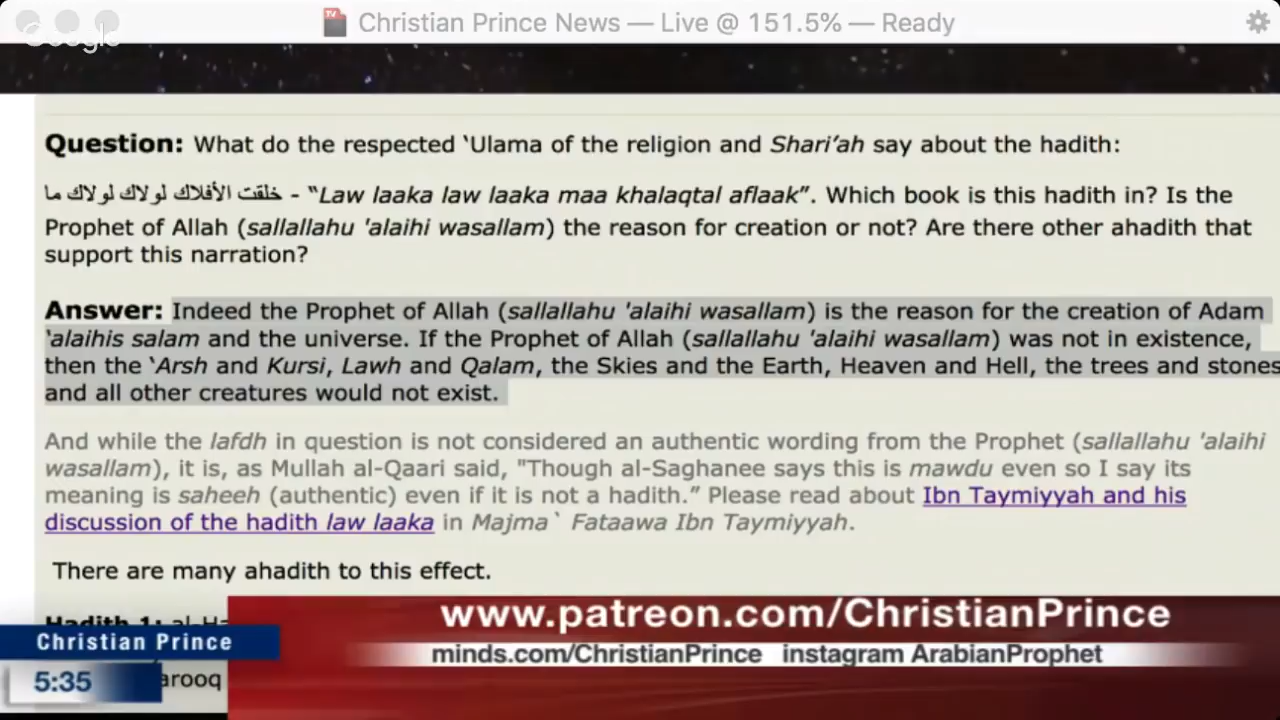 Christian Prince News — Live @ 151.5% — Ready
Google
Question: What do the respected ‘Ulama of the religion and Shari’ah say about the hadith:
خلقت الأفلاك لولاك لولاك ما - “Law laaka law laaka maa khalaqtal aflaak”. Which book is this hadith in? Is the
Prophet of Allah (sallallahu 'alaihi wasallam) the reason for creation or not? Are there other ahadith that
support this narration?
Answer: Indeed the Prophet of Allah (sallallahu 'alaihi wasallam) is the reason for the creation of Adam
‘alaihis salam and the universe. If the Prophet of Allah (sallallahu 'alaihi wasallam) was not in existence,
then the ‘Arsh and Kursi, Lawh and Qalam, the Skies and the Earth, Heaven and Hell, the trees and stones
and all other creatures would not exist.
And while the lafdh in question is not considered an authentic wording from the Prophet (sallallahu 'alaihi
wasallam), it is, as Mullah al-Qaari said, "Though al-Saghanee says this is mawdu even so I say its
meaning is saheeh (authentic) even if it is not a hadith.” Please read about Ibn Taymiyyah and his
discussion of the hadith law laaka in Majma` Fataawa Ibn Taymiyyah.
There are many ahadith to this effect.
Hadith 1: al-Ha
www.patreon.com/ChristianPrince
Christian Prince
minds.com/ChristianPrince instagram ArabianProphet
5:35
arooq